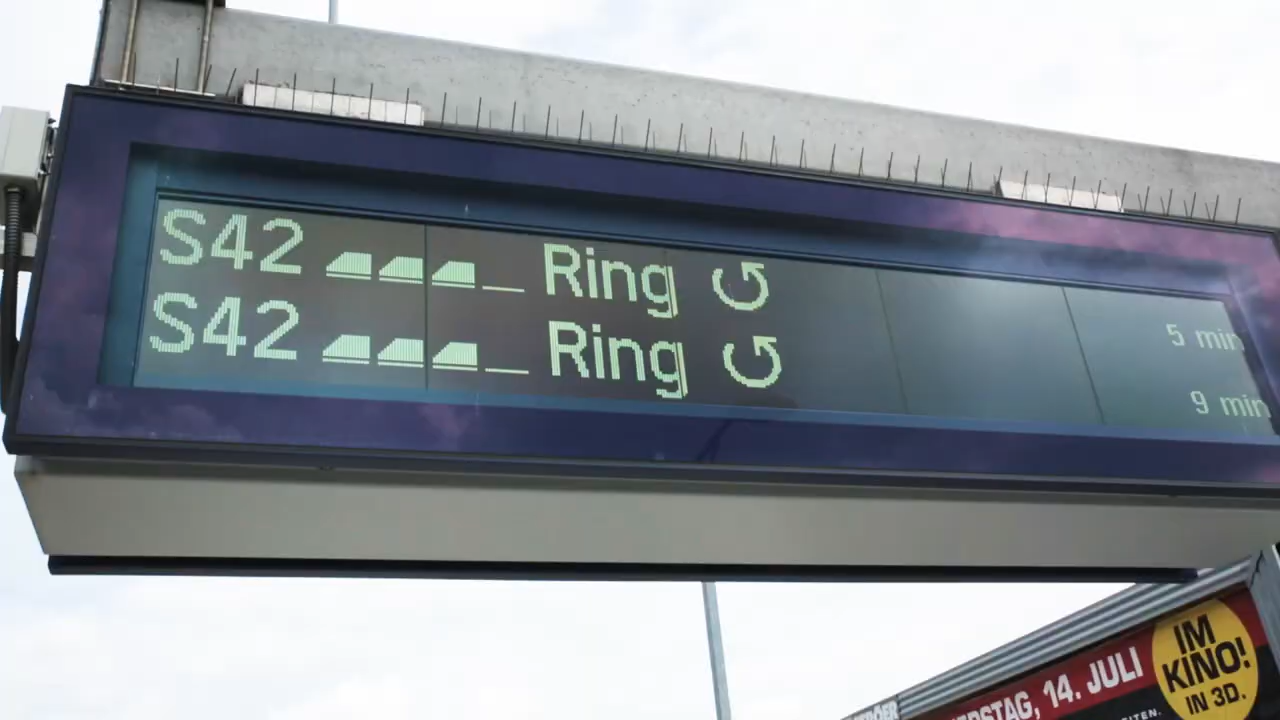 S42 Ring 5 min
S42 Ring 9 min
14. JULI
IM
KINO!
IN 3D.